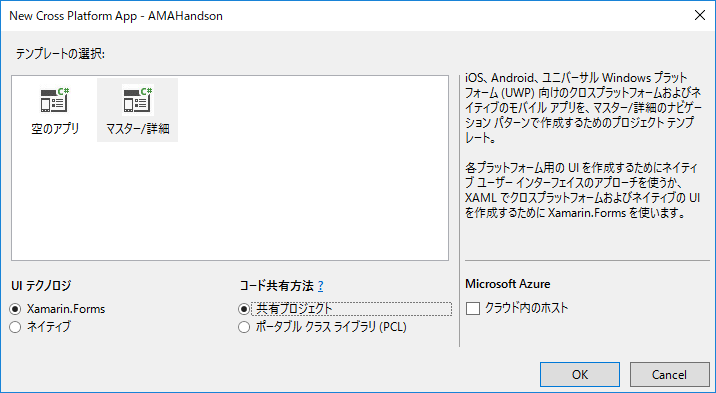 New Cross Platform App - AMAHandson
テンプレートの選択:
C#
C#
空のアプリ
マスター/詳細
iOS、Android、ユニバーサル Windows プラット
フォーム (UWP) 向けのクロスプラットフォームおよびネ
イティブのモバイル アプリを、マスター/詳細のナビゲー
ション パターンで作成するためのプロジェクト テンプ
レート。
各プラットフォーム用の UI を作成するためにネイティ
ブ ユーザー インターフェイスのアプローチを使うか、
XAML でクロスプラットフォームおよびネイティブの UI
を作成するために Xamarin.Forms を使います。
UI テクノロジ
Xamarin.Forms
ネイティブ
コード共有方法 ?
共有プロジェクト
ポータブル クラス ライブラリ (PCL)
Microsoft Azure
クラウド内のホスト
OK
Cancel